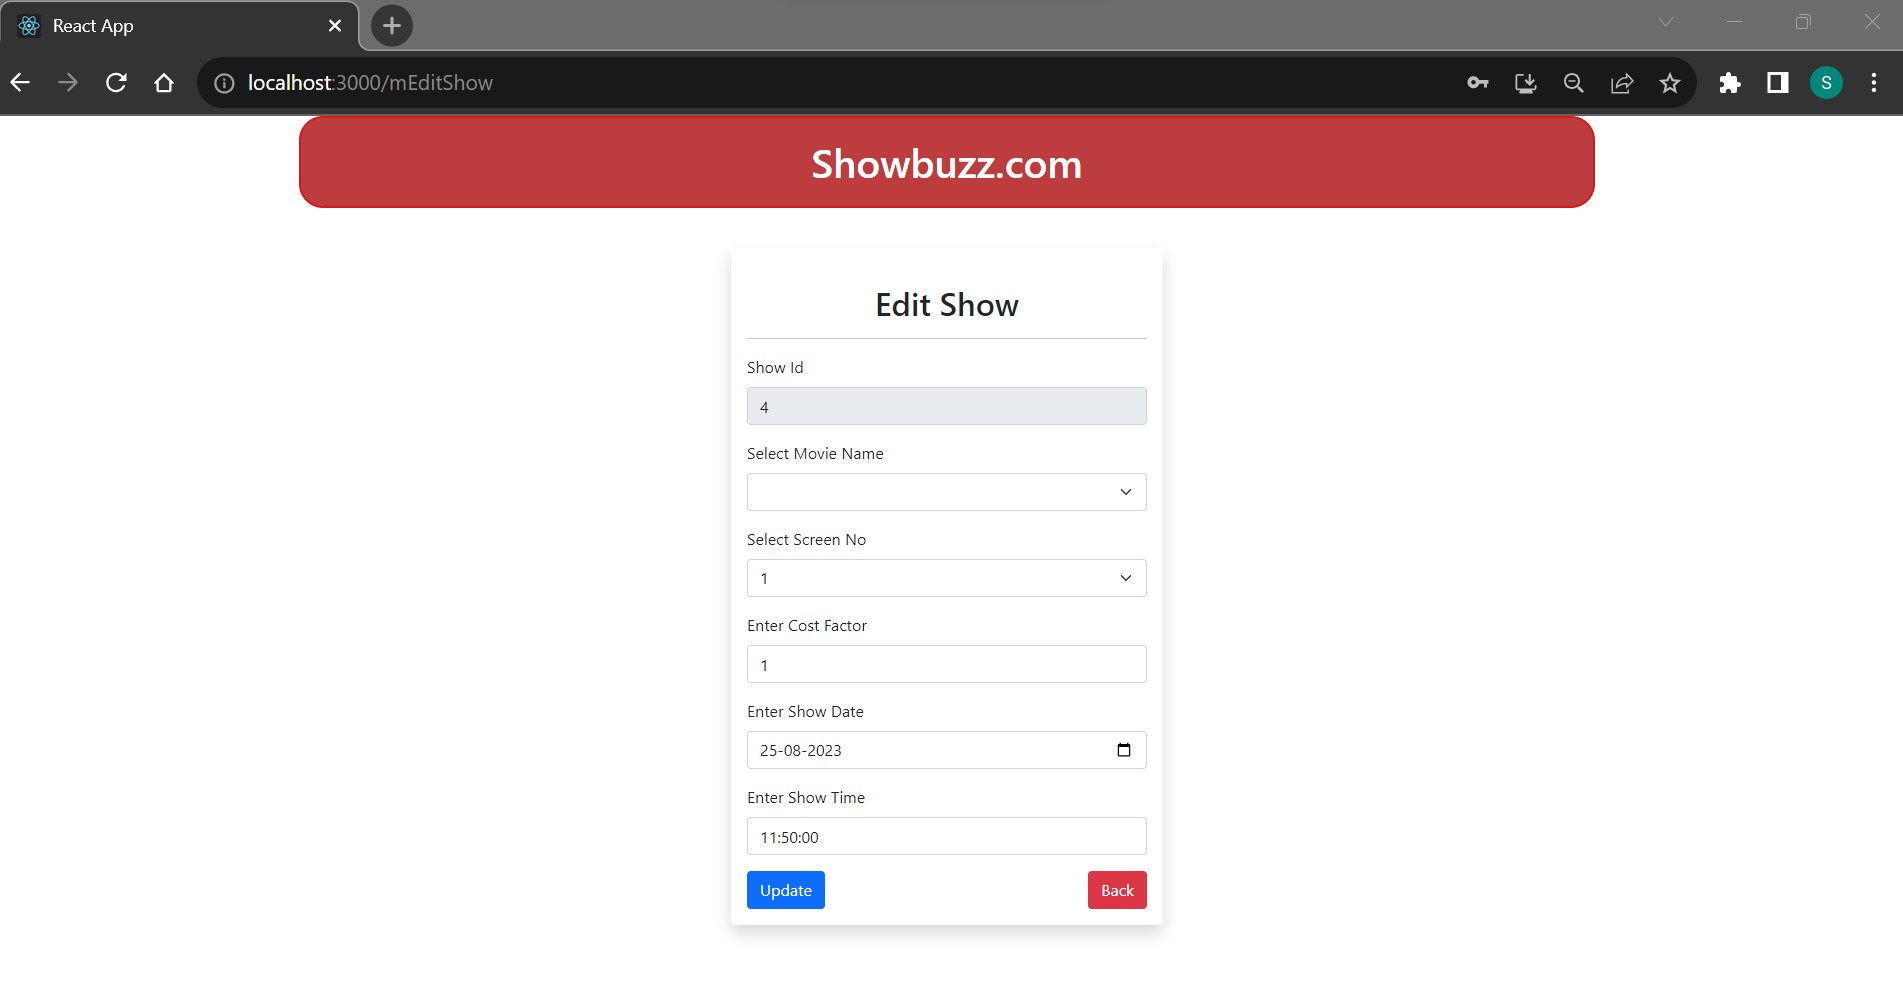 React App
localhost:3000/mEditShow
S
Showbuzz.com
Edit Show
Show Id
4
Select Movie Name
Select Screen No
1
Enter Cost Factor
1
Enter Show Date
25-08-2023
Enter Show Time
11:50:00
Update
Back